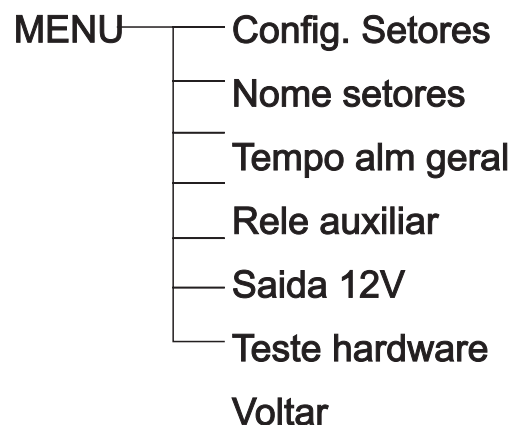 MENU Config. Setores
Nome setores
Tempo alm geral
Rele auxiliar
Saida 12V
Teste hardware
Voltar